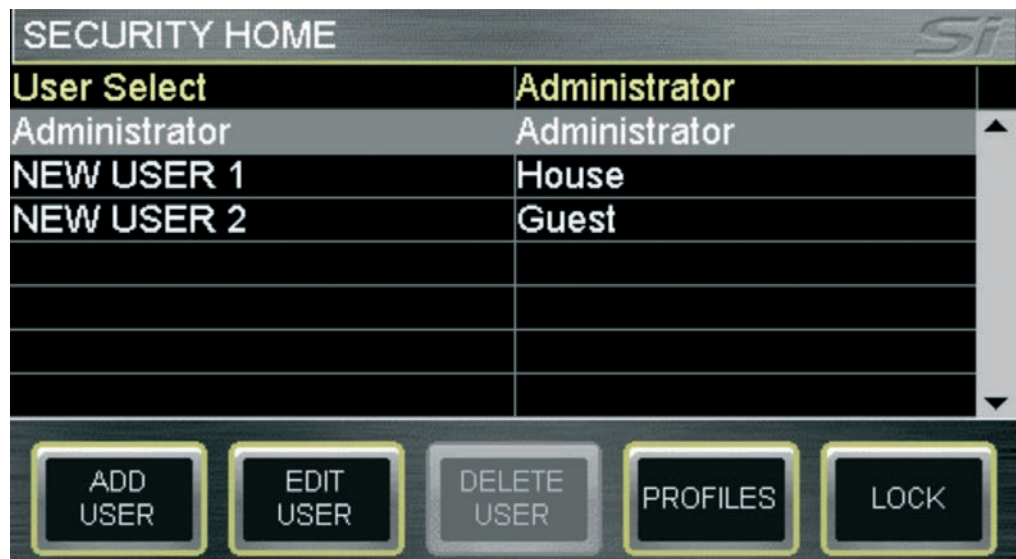 SECURITY HOME Si
User Select Administrator
Administrator Administrator
NEW USER 1 House
NEW USER 2 Guest
ADD USER
EDIT USER
DELETE USER
PROFILES
LOCK